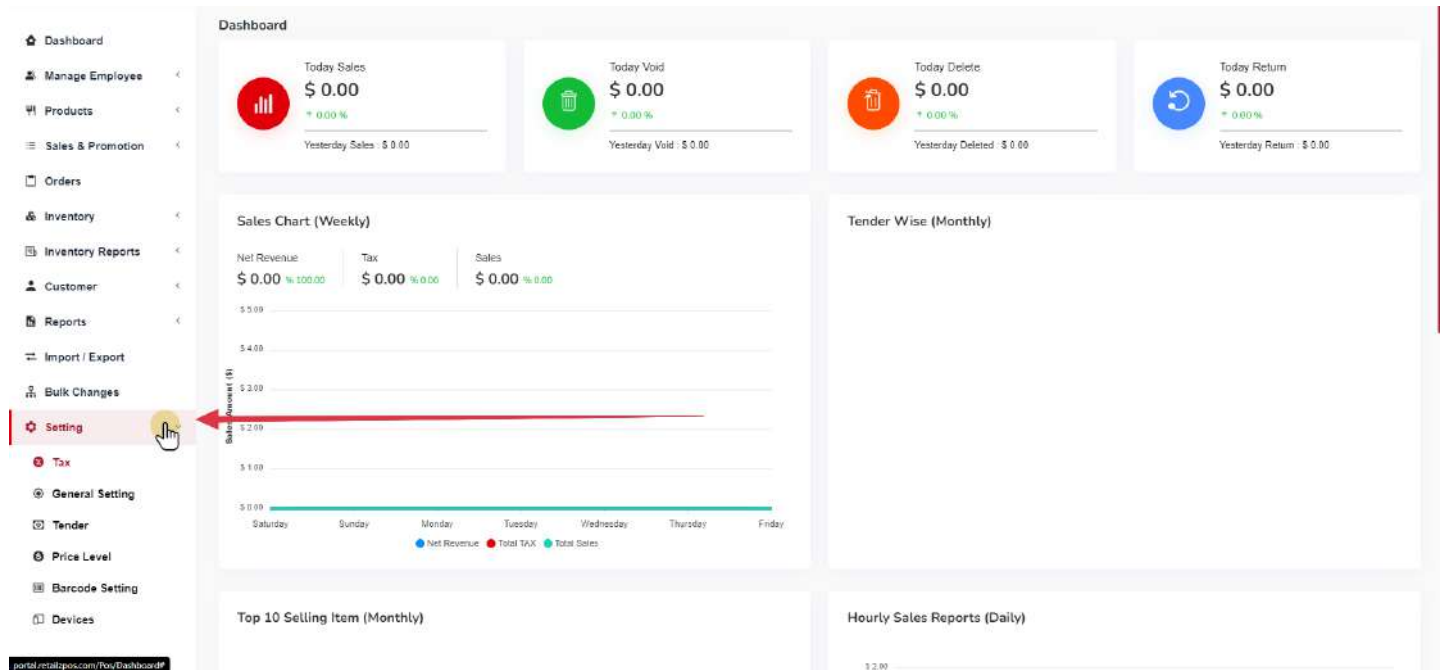 Dashboard
Manage Employee
Products
Sales & Promotion
Orders
Inventory
Inventory Reports
Customer
Reports
Import / Export
Bulk Changes
Setting
Tax
General Setting
Tender
Price Level
Barcode Setting
Devices
portal.retailzpos.com/Pos/Dashboard#
Dashboard
Today Sales
$ 0.00
0.00 %
Yesterday Sales : $ 0.00
Today Void
$ 0.00
0.00 %
Yesterday Void : $ 0.00
Today Delete
$ 0.00
0.00 %
Yesterday Deleted : $ 0.00
Today Return
$ 0.00
0.00 %
Yesterday Return : $ 0.00
Sales Chart (Weekly)
Net Revenue Tax Sales
$ 0.00 % 100.00 $ 0.00 % 0.00 $ 0.00 % 0.00
Sales Amount ($)
$ 5.00
$ 4.00
$ 3.00
$ 2.00
$ 1.00
$ 0.00
Saturday Sunday Monday Tuesday Wednesday Thursday Friday
Net Revenue Total TAX Total Sales
Tender Wise (Monthly)
Top 10 Selling Item (Monthly)
Hourly Sales Reports (Daily)
$ 2.00